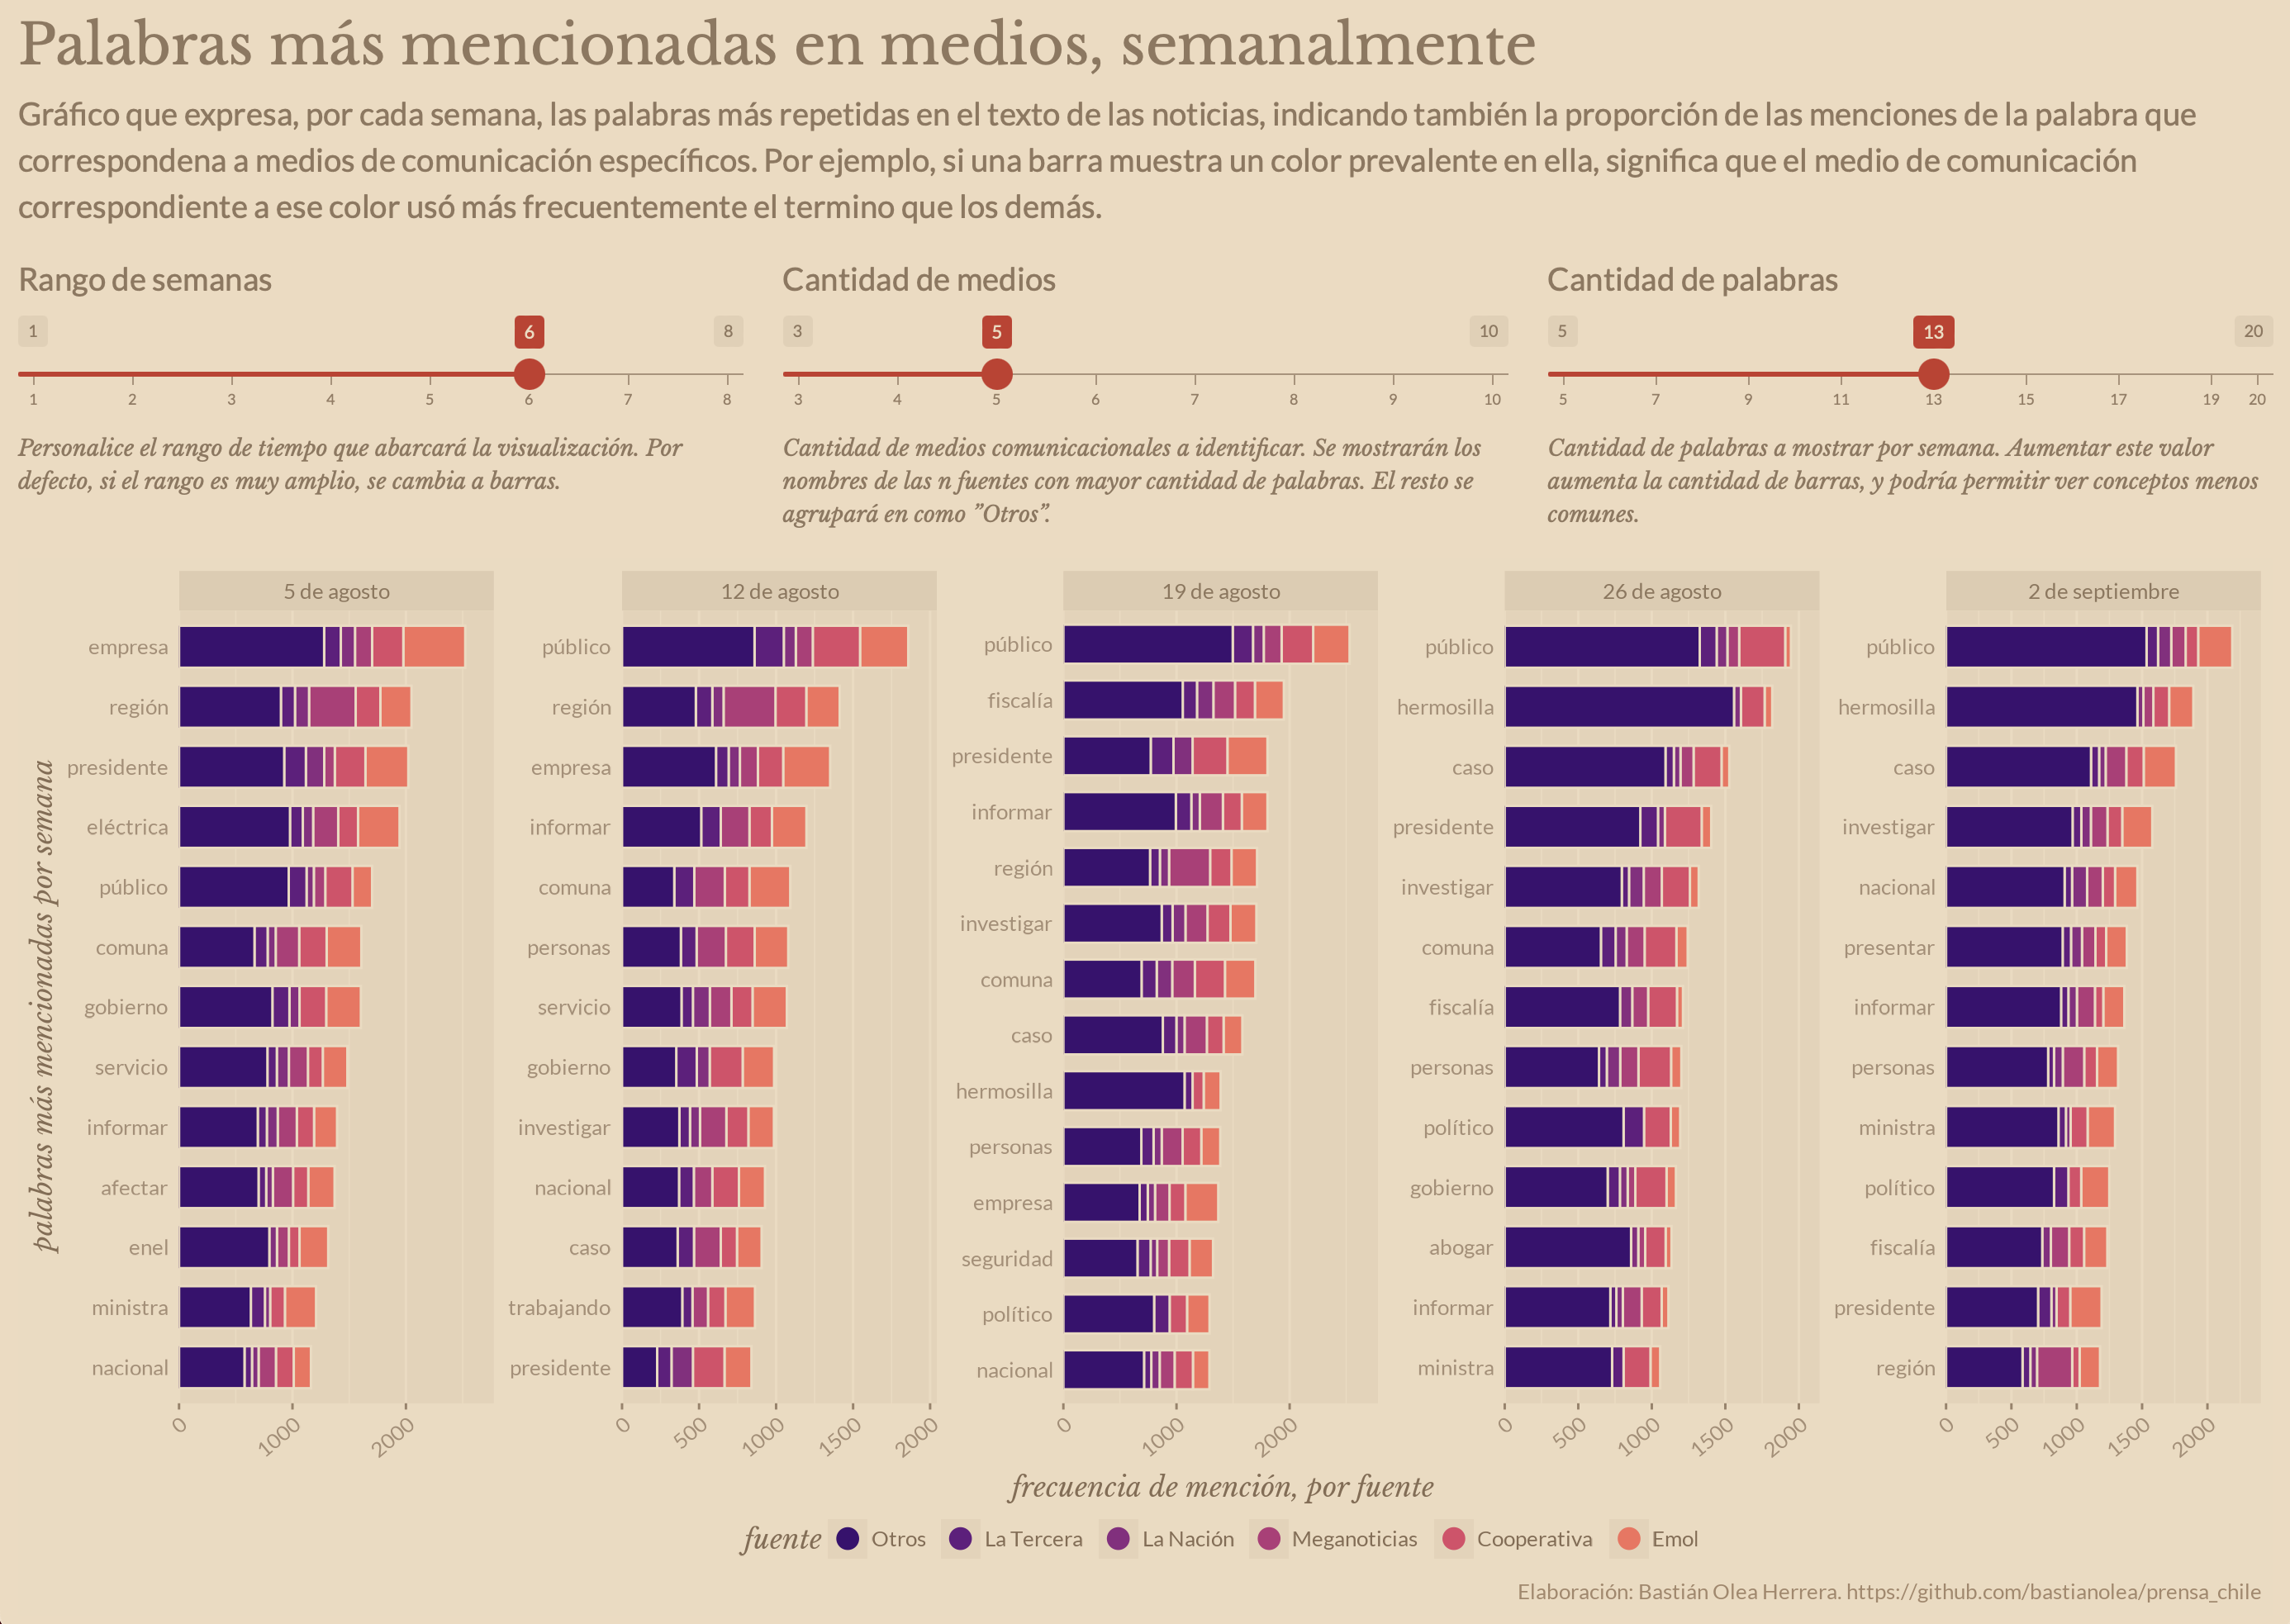 Palabras más mencionadas en medios, semanalmente
Gráfico que expresa, por cada semana, las palabras más repetidas en el texto de las noticias, indicando también la proporción de las menciones de la palabra que
correspondena a medios de comunicación específicos. Por ejemplo, si una barra muestra un color prevalente en ella, significa que el medio de comunicación
correspondiente a ese color usó más frecuentemente el termino que los demás.
Rango de semanas
1 6 8
1 2 3 4 5 6 7 8
Personalice el rango de tiempo que abarcará la visualización. Por
defecto, si el rango es muy amplio, se cambia a barras.
Cantidad de medios
3 5 10
3 4 5 6 7 8 9 10
Cantidad de medios comunicacionales a identificar. Se mostrarán los
nombres de las n fuentes con mayor cantidad de palabras. El resto se
agrupará en como "Otros".
Cantidad de palabras
5 13 20
5 7 9 11 13 15 17 19 20
Cantidad de palabras a mostrar por semana. Aumentar este valor
aumenta la cantidad de barras, y podría permitir ver conceptos menos
comunes.
palabras más mencionadas por semana
5 de agosto
empresa
región
presidente
eléctrica
público
comuna
gobierno
servicio
informar
afectar
enel
ministra
nacional
0 1000 2000
12 de agosto
público
región
empresa
informar
comuna
personas
servicio
gobierno
investigar
nacional
caso
trabajando
presidente
0 500 1000 1500 2000
19 de agosto
público
fiscalía
presidente
informar
región
investigar
comuna
caso
hermosilla
personas
empresa
seguridad
político
nacional
0 1000 2000
26 de agosto
público
hermosilla
caso
presidente
investigar
comuna
fiscalía
personas
político
gobierno
abogar
informar
ministra
0 500 1000 1500 2000
2 de septiembre
público
hermosilla
caso
investigar
nacional
presentar
informar
personas
ministra
político
fiscalía
presidente
región
0 500 1000 1500 2000
frecuencia de mención, por fuente
fuente Otros La Tercera La Nación Meganoticias Cooperativa Emol
Elaboración: Bastián Olea Herrera. https://github.com/bastianolea/prensa_chile